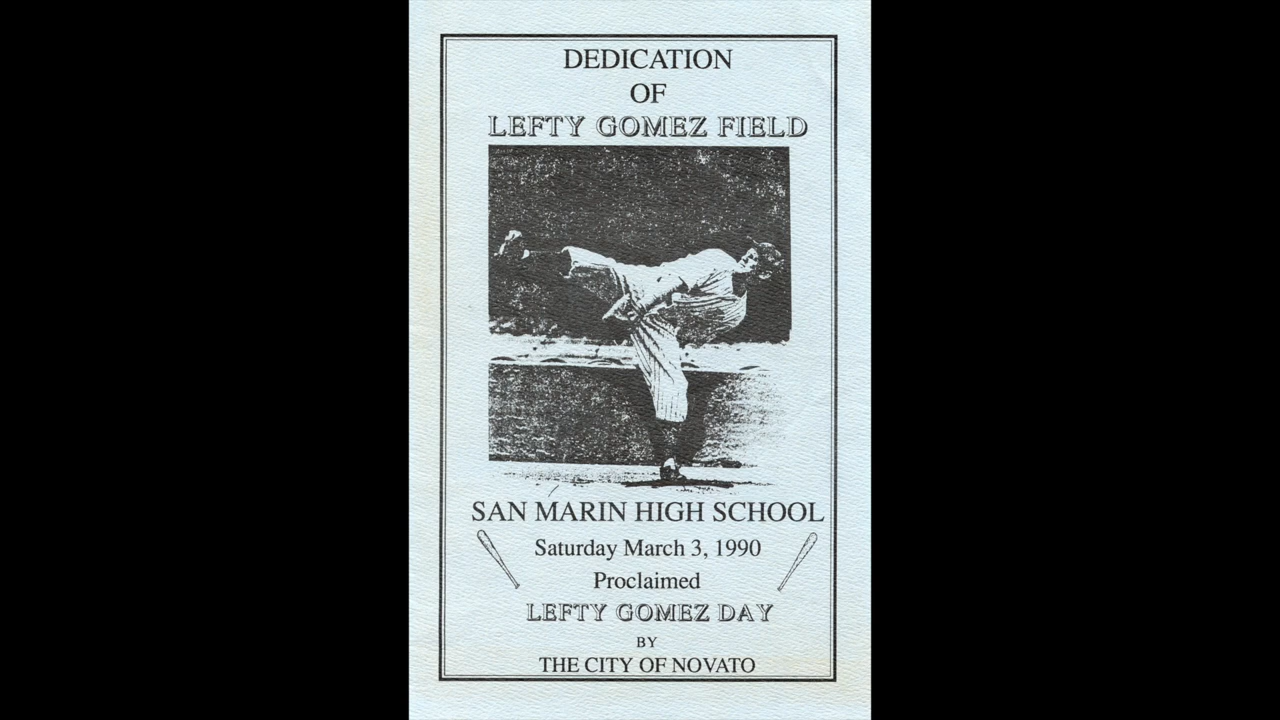 DEDICATION
OF
LEFTY GOMEZ FIELD
SAN MARIN HIGH SCHOOL
Saturday March 3, 1990
Proclaimed
LEFTY GOMEZ DAY
BY
THE CITY OF NOVATO